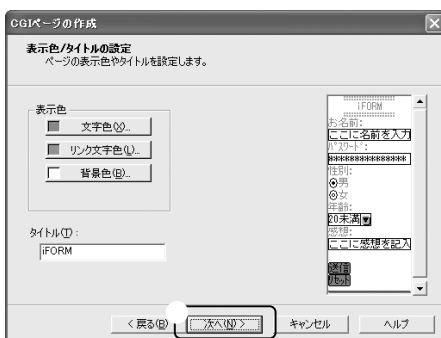 CGIページの作成
表示色/タイトルの設定
ページの表示色やタイトルを設定します。
表示色
文字色(X)...
リンク文字色(L)...
背景色(B)...
タイトル(T):
iFORM
iFORM
お名前:
ここに名前を入力
パスワード:
****************
性別:
男
女
年齢:
20未満
感想:
ここに感想を記入
送信
リセット
< 戻る(B)
次へ(N) >
キャンセル
ヘルプ